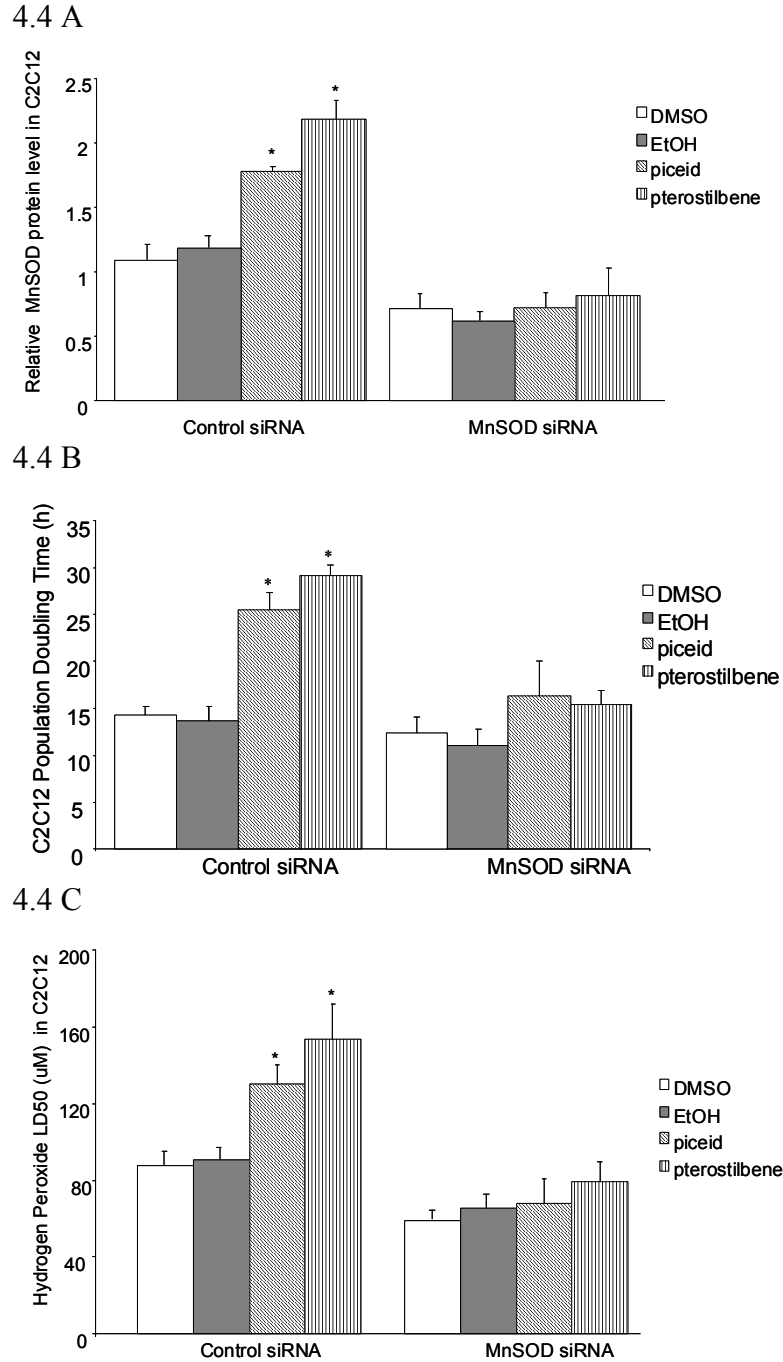 4.4 A
Relative MnSOD protein level in C2C12
2.5
2
1.5
1
0.5
0
*
*
Control siRNA
MnSOD siRNA
DMSO
EtOH
piceid
pterostilbene
4.4 B
C2C12 Population Doubling Time (h)
35
30
25
20
15
10
5
0
*
*
Control siRNA
MnSOD siRNA
DMSO
EtOH
piceid
pterostilbene
4.4 C
Hydrogen Peroxide LD50 (uM) in C2C12
200
160
120
80
40
0
*
*
Control siRNA
MnSOD siRNA
DMSO
EtOH
piceid
pterostilbene